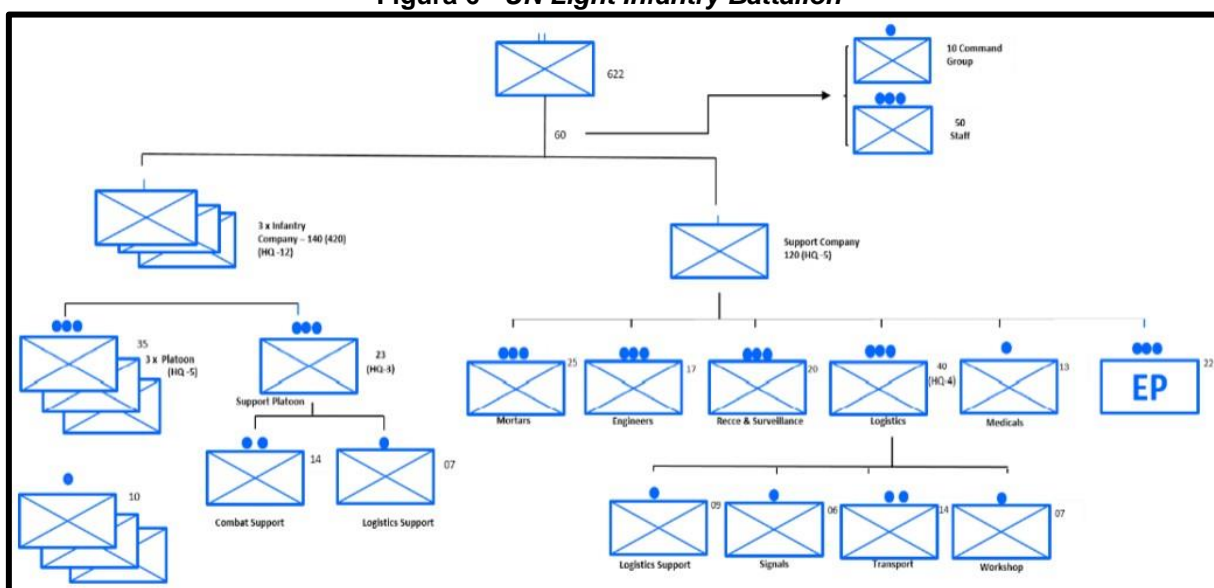 Figura 6 - UN Light Infantry Battalion
622
60
10 Command
Group
50
Staff
3 x Infantry
Company – 140 (420)
(HQ -12)
Support Company
120 (HQ -5)
35
3 x Platoon
(HQ -5)
23
(HQ-3)
Support Platoon
14
Combat Support
07
Logistics Support
10
25
Mortars
17
Engineers
20
Recce & Surveillance
40
(HQ-4)
Logistics
13
Medicals
EP
22
09
Logistics Support
06
Signals
14
Transport
07
Workshop